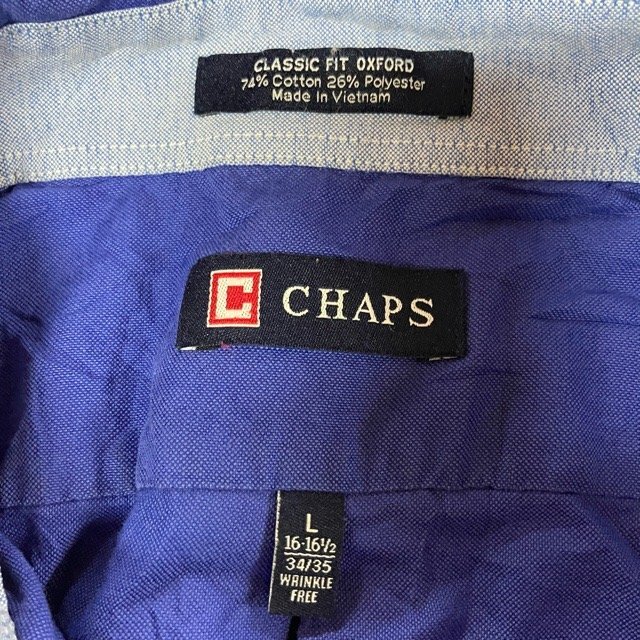 CLASSIC FIT OXFORD
74% Cotton 26% Polyester
Made In Vietnam
C CHAPS
L
16-16½
34/35
WRINKLE
FREE